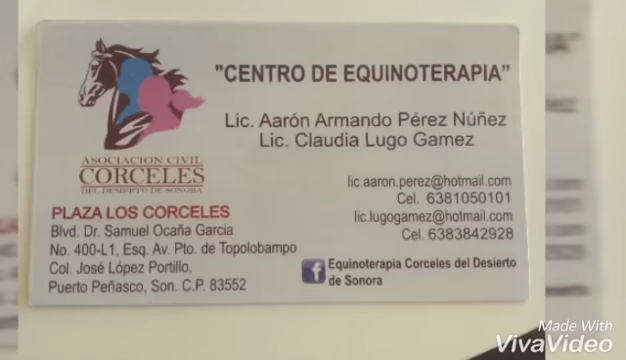 "CENTRO DE EQUINOTERAPIA"
Lic. Aarón Armando Pérez Núñez
Lic. Claudia Lugo Gamez
ASOCIACION CIVIL
CORCELES
DEL DESIERTO DE SONORA
lic.aaron.perez@hotmail.com
Cel. 6381050101
lic.lugogamez@hotmail.com
Cel. 6383842928
PLAZA LOS CORCELES
Blvd. Dr. Samuel Ocaña Garcia
No. 400-L1, Esq. Av. Pto. de Topolobampo
Col. José López Portillo,
Puerto Peñasco, Son. C.P. 83552
f Equinoterapia Corceles del Desierto
de Sonora
Made With
VivaVideo